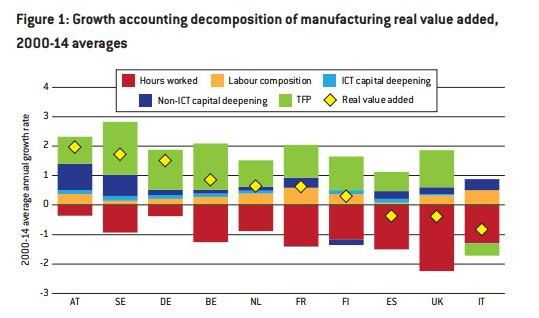 Figure 1: Growth accounting decomposition of manufacturing real value added,
2000-14 averages
Hours worked Labour composition ICT capital deepening
Non-ICT capital deepening TFP Real value added
2000-14 average annual growth rate
4
3
2
1
0
-1
-2
-3
AT SE DE BE NL FR FI ES UK IT